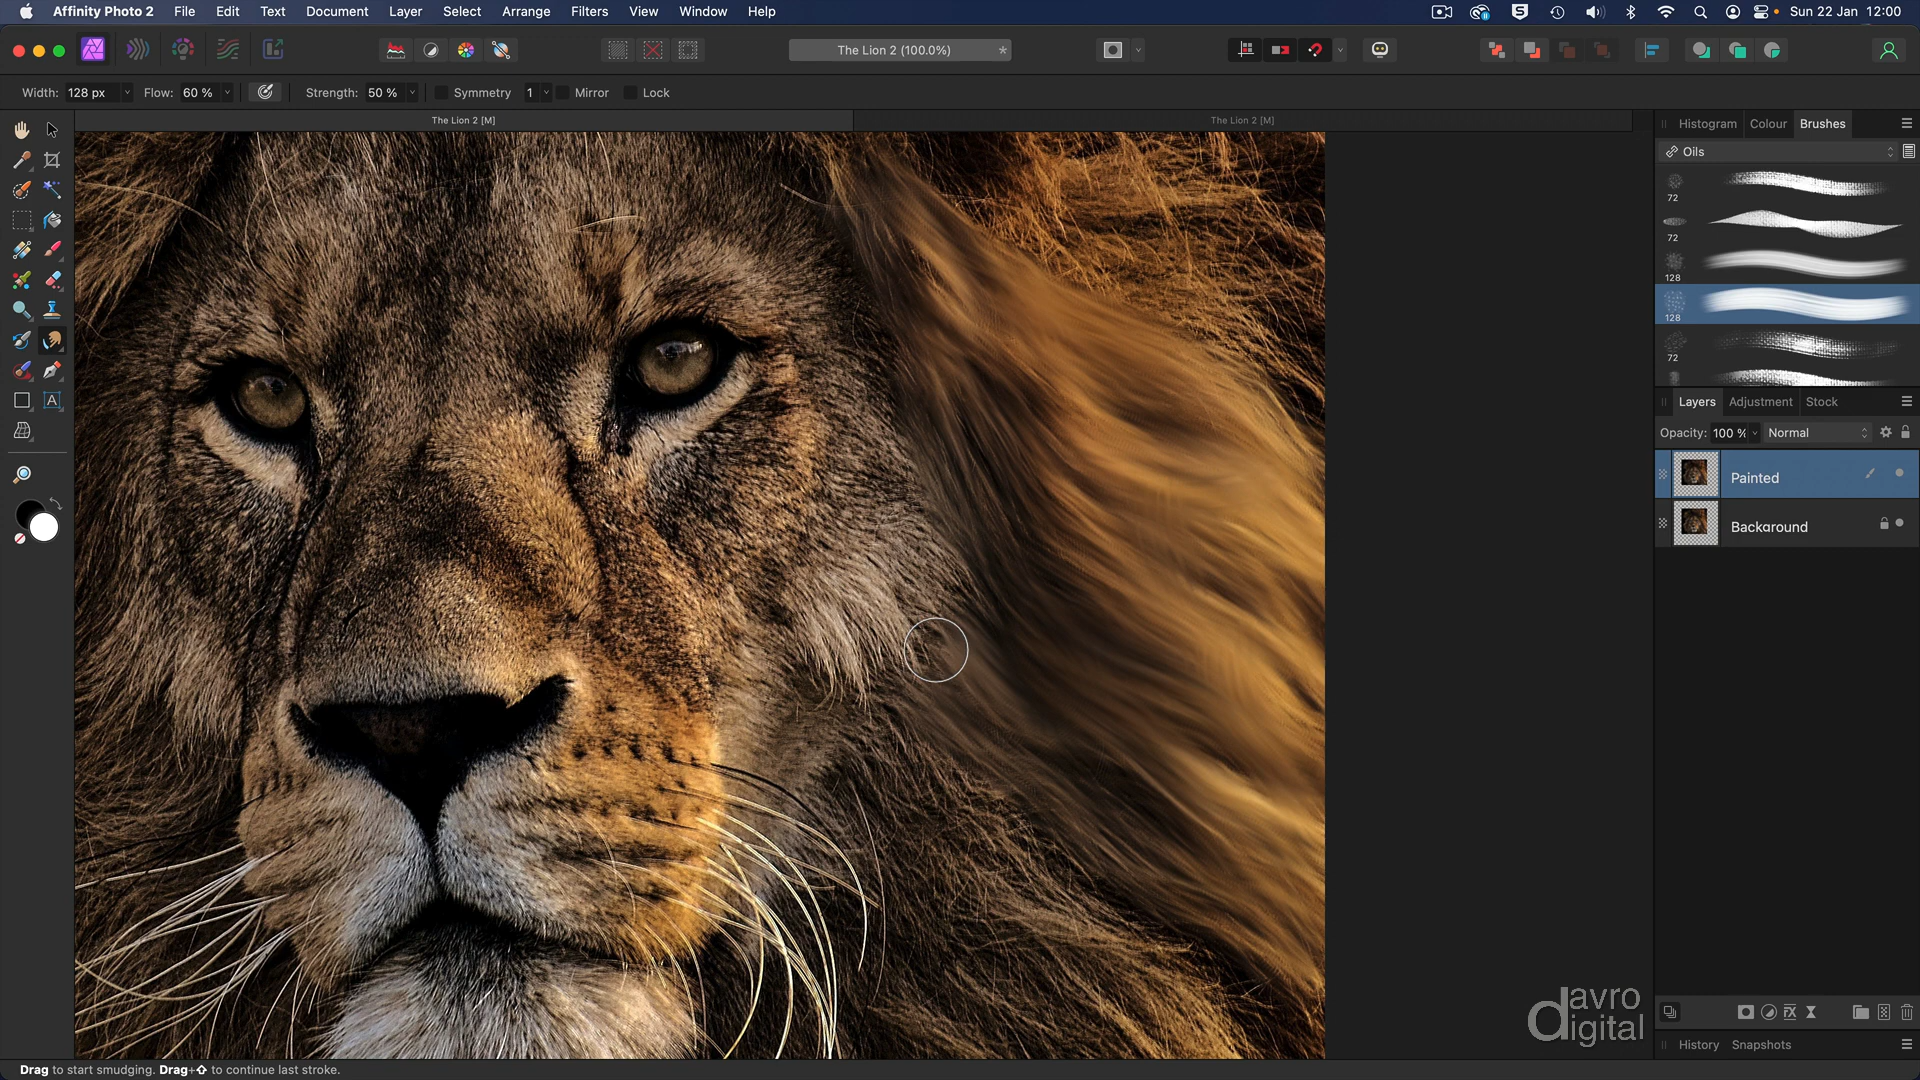 Affinity Photo 2 File Edit Text Document Layer Select Arrange Filters View Window Help Sun 22 Jan 12:00
The Lion 2 (100.0%) *
Width: 128 px Flow: 60 % Strength: 50 % Symmetry 1 Mirror Lock
The Lion 2 [M] The Lion 2 [M]
Histogram Colour Brushes
Oils
72
72
128
128
72
Layers Adjustment Stock
Opacity: 100 % Normal
Painted
Background
A
FX
davro
digital
History Snapshots
Drag to start smudging. Drag+⇧ to continue last stroke.